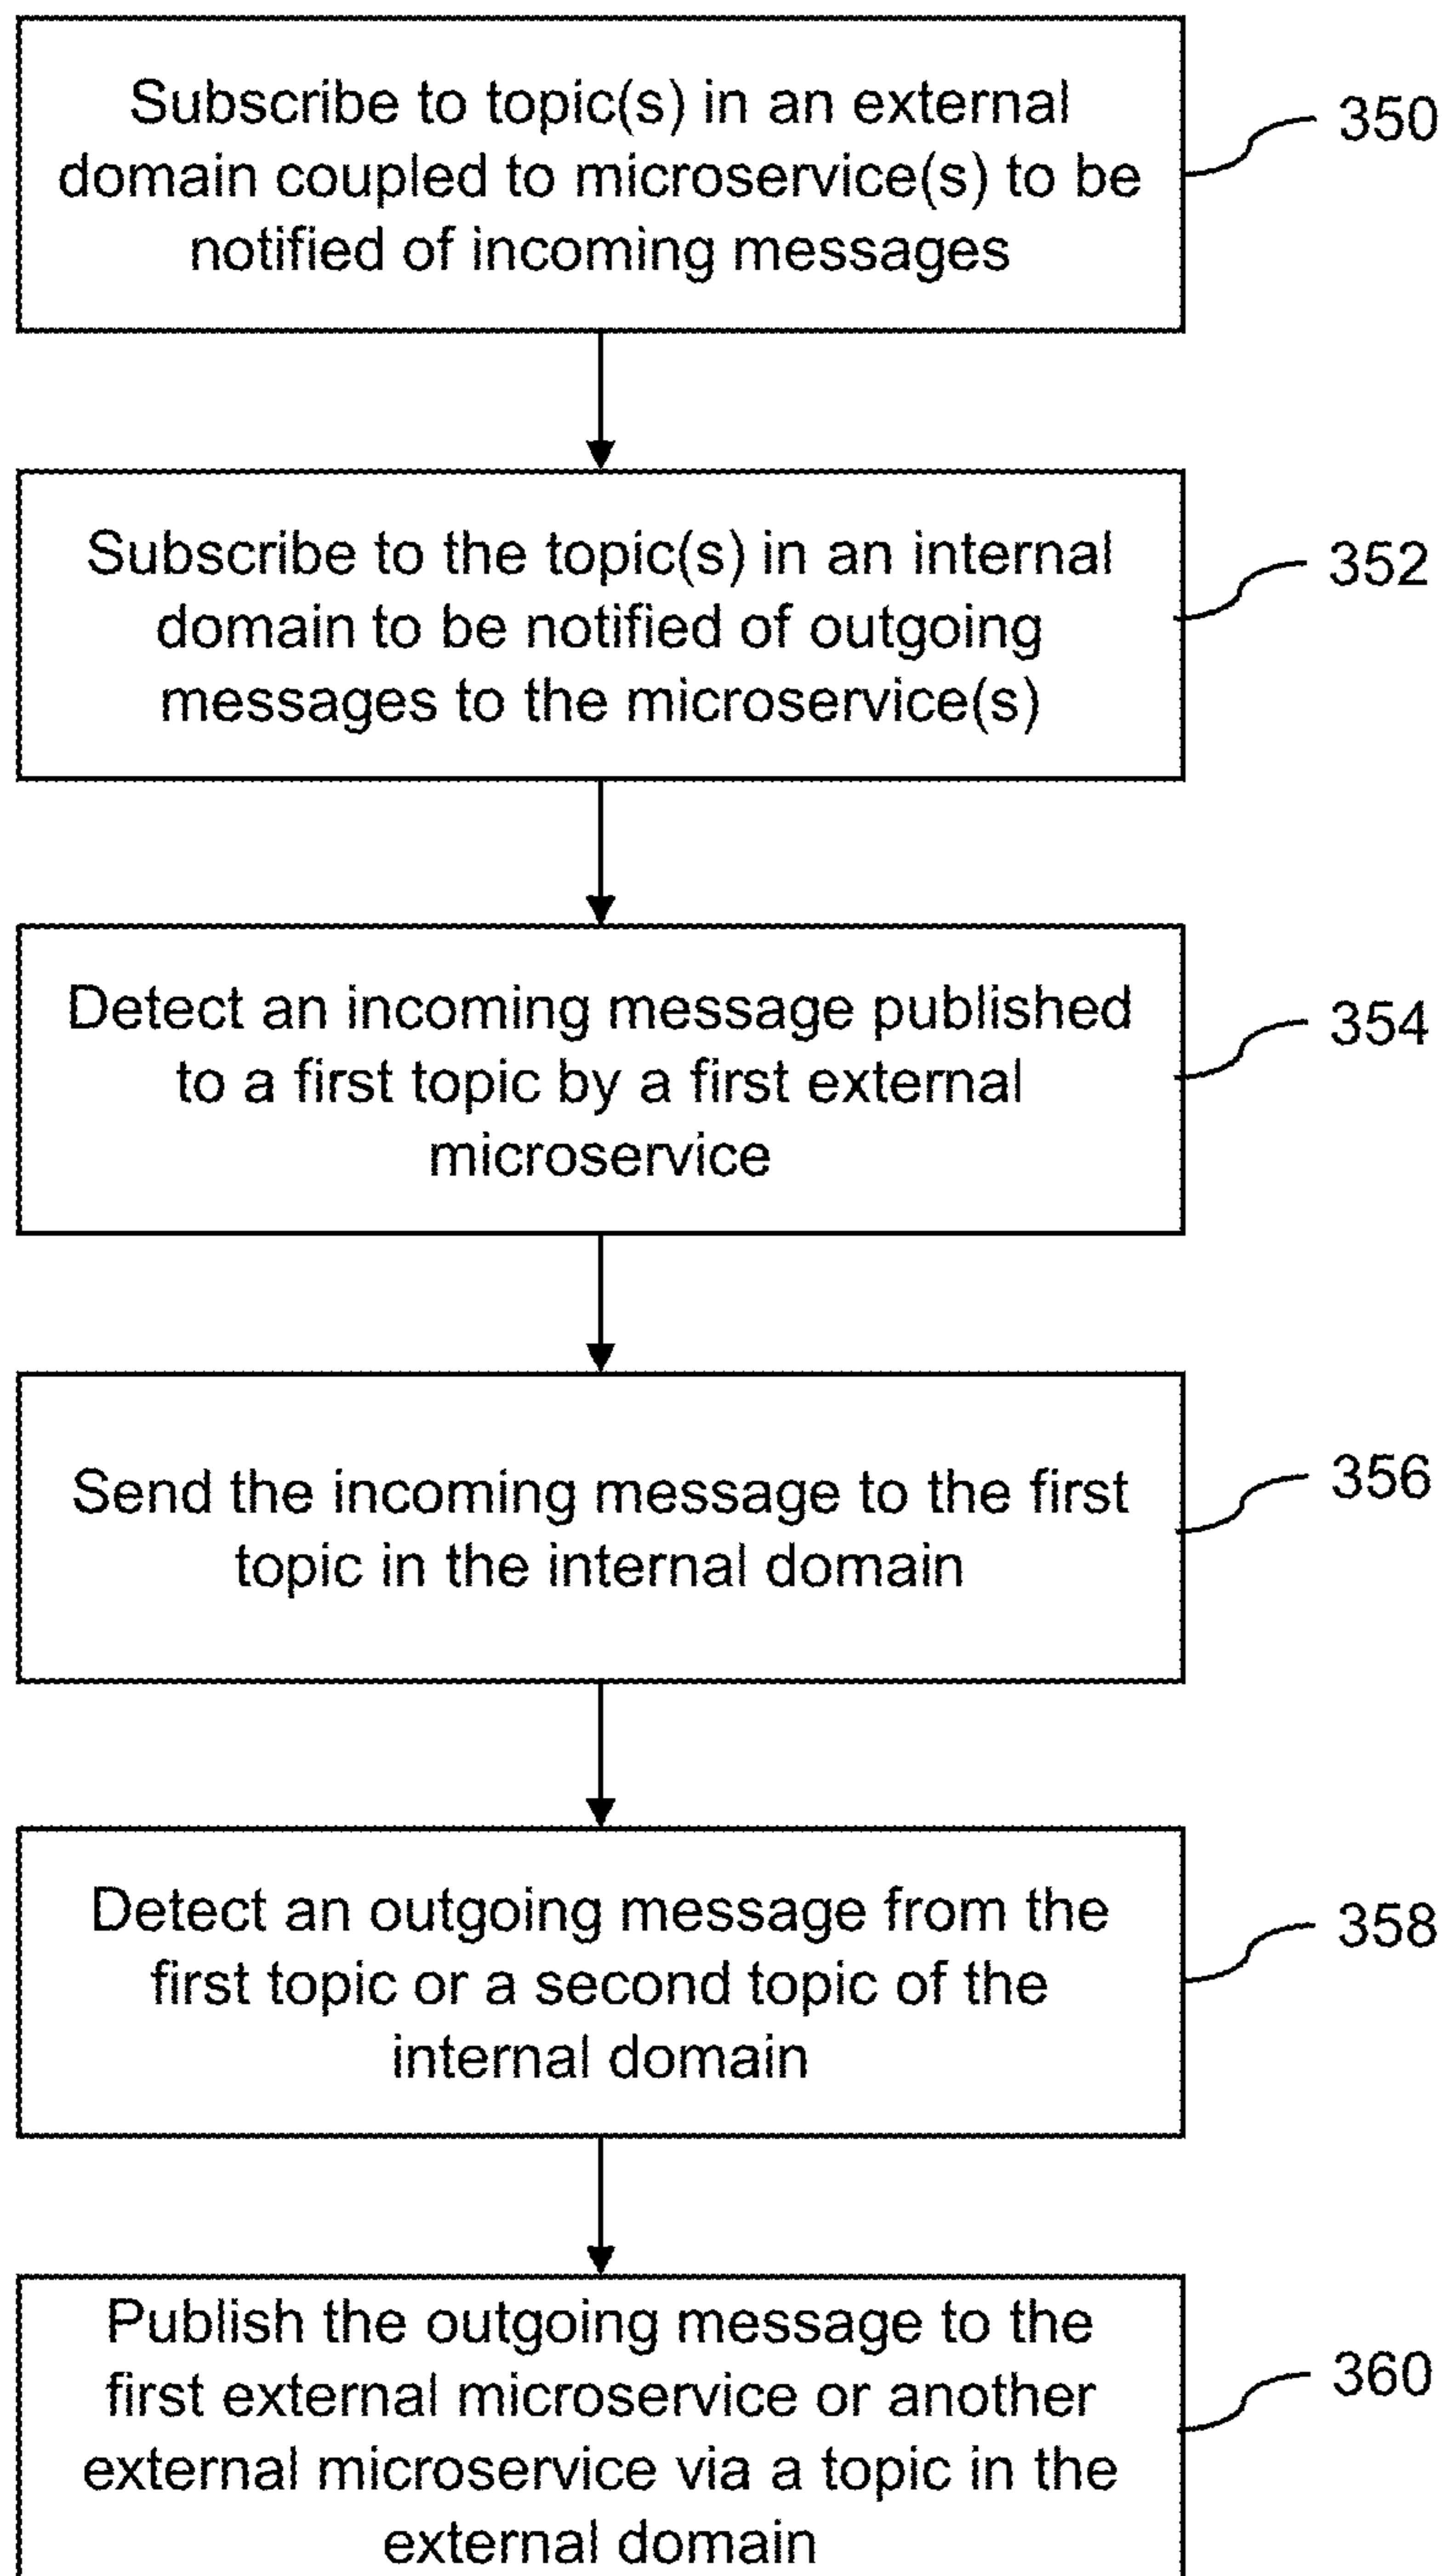 Subscribe to topic(s) in an external
domain coupled to microservice(s) to be
notified of incoming messages
350
Subscribe to the topic(s) in an internal
domain to be notified of outgoing
messages to the microservice(s)
352
Detect an incoming message published
to a first topic by a first external
microservice
354
Send the incoming message to the first
topic in the internal domain
356
Detect an outgoing message from the
first topic or a second topic of the
internal domain
358
Publish the outgoing message to the
first external microservice or another
external microservice via a topic in the
external domain
360